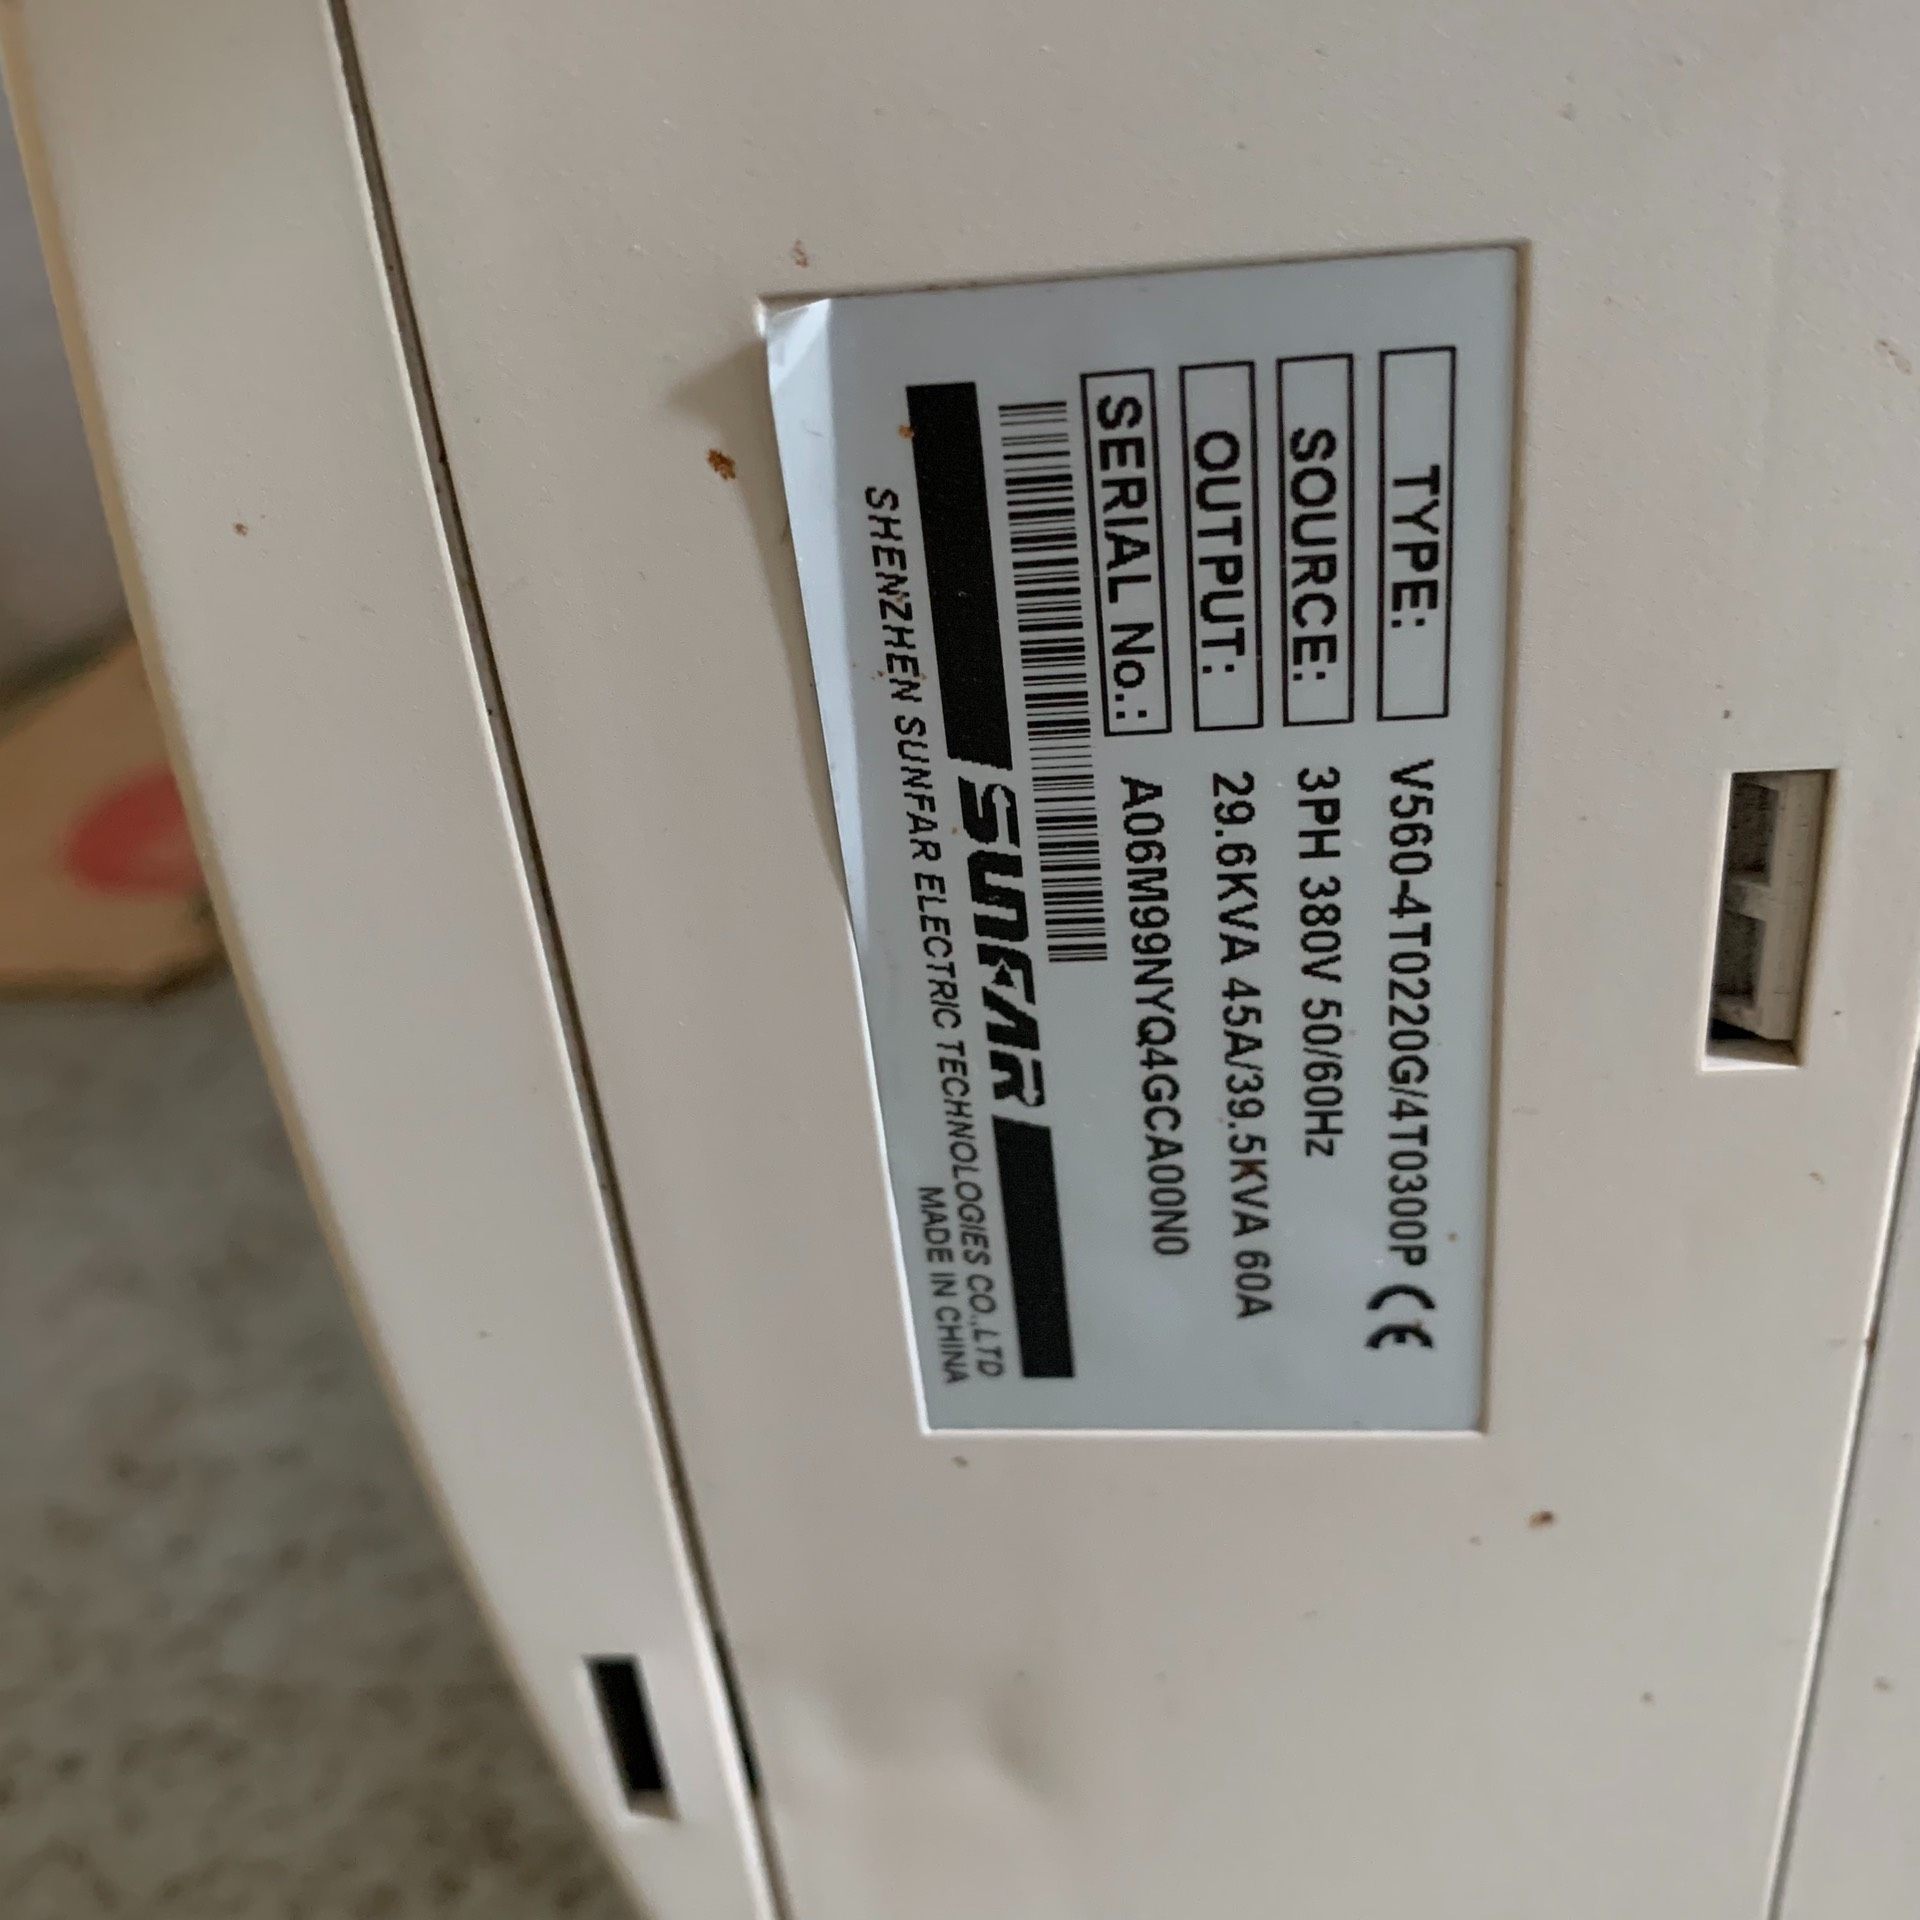 TYPE: V560-4T0220G/4T0300P CE
SOURCE: 3PH 380V 50/60Hz
OUTPUT: 29.6KVA 45A/39.5KVA 60A
SERIAL No.: A06M99NYQ4GCA00N0
SUNFAR
SHENZHEN SUNFAR ELECTRIC TECHNOLOGIES CO.,LTD
MADE IN CHINA